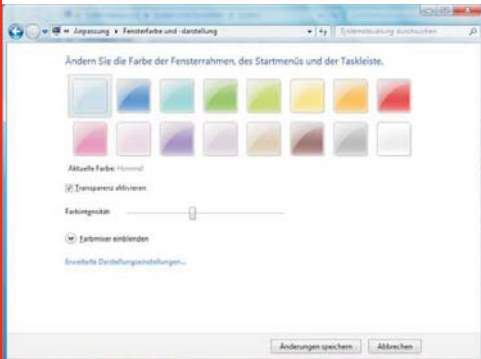 Anpassung ▸ Fensterfarbe und -darstellung
Systemsteuerung durchsuchen
Ändern Sie die Farbe der Fensterrahmen, des Startmenüs und der Taskleiste.
Aktuelle Farbe: Himmel
Transparenz aktivieren
Farbintensität:
Farbmixer einblenden
Erweiterte Darstellungseinstellungen...
Änderungen speichern Abbrechen